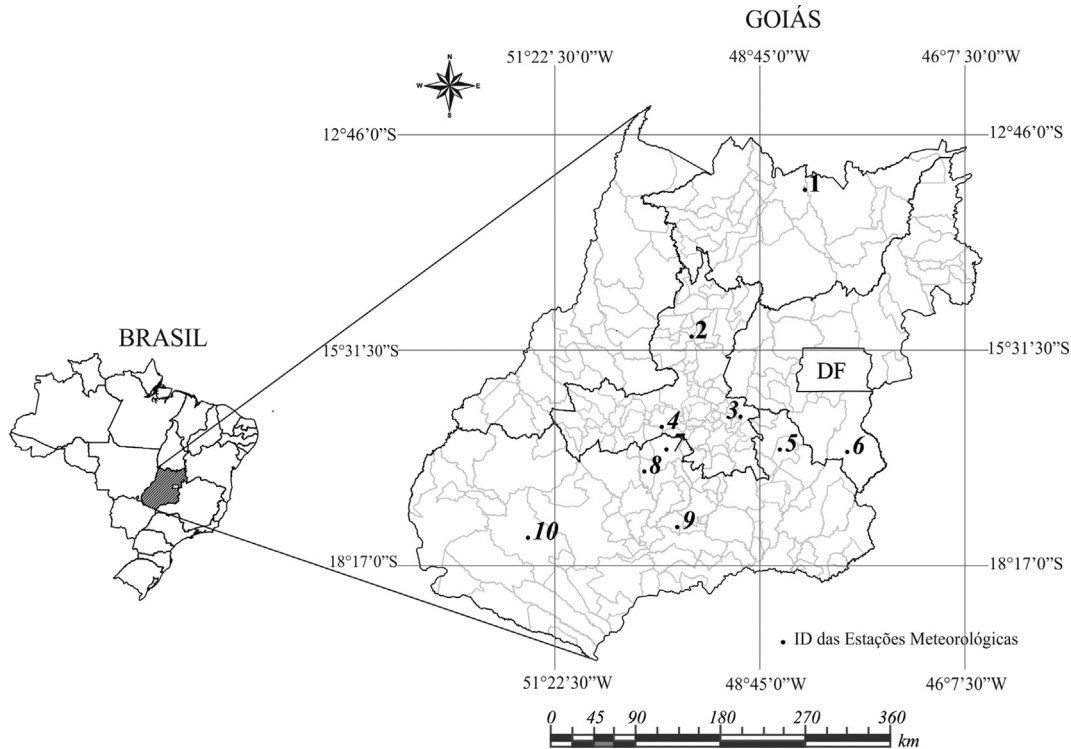 GOIÁS
51°22’30’0”W
48°45’0”W
46°7’30”W
N
W
E
S
12°46’0”S
12°46’0”S
.1
.2
BRASIL
15°31’30”S
15°31’30”S
DF
3.
.4
.5
.6
.7
.8
.9
.10
18°17’0”S
18°17’0”S
. ID das Estações Meteorológicas
51°22’30”W
48°45’0”W
46°7’30”W
0 45 90 180 270 360
km